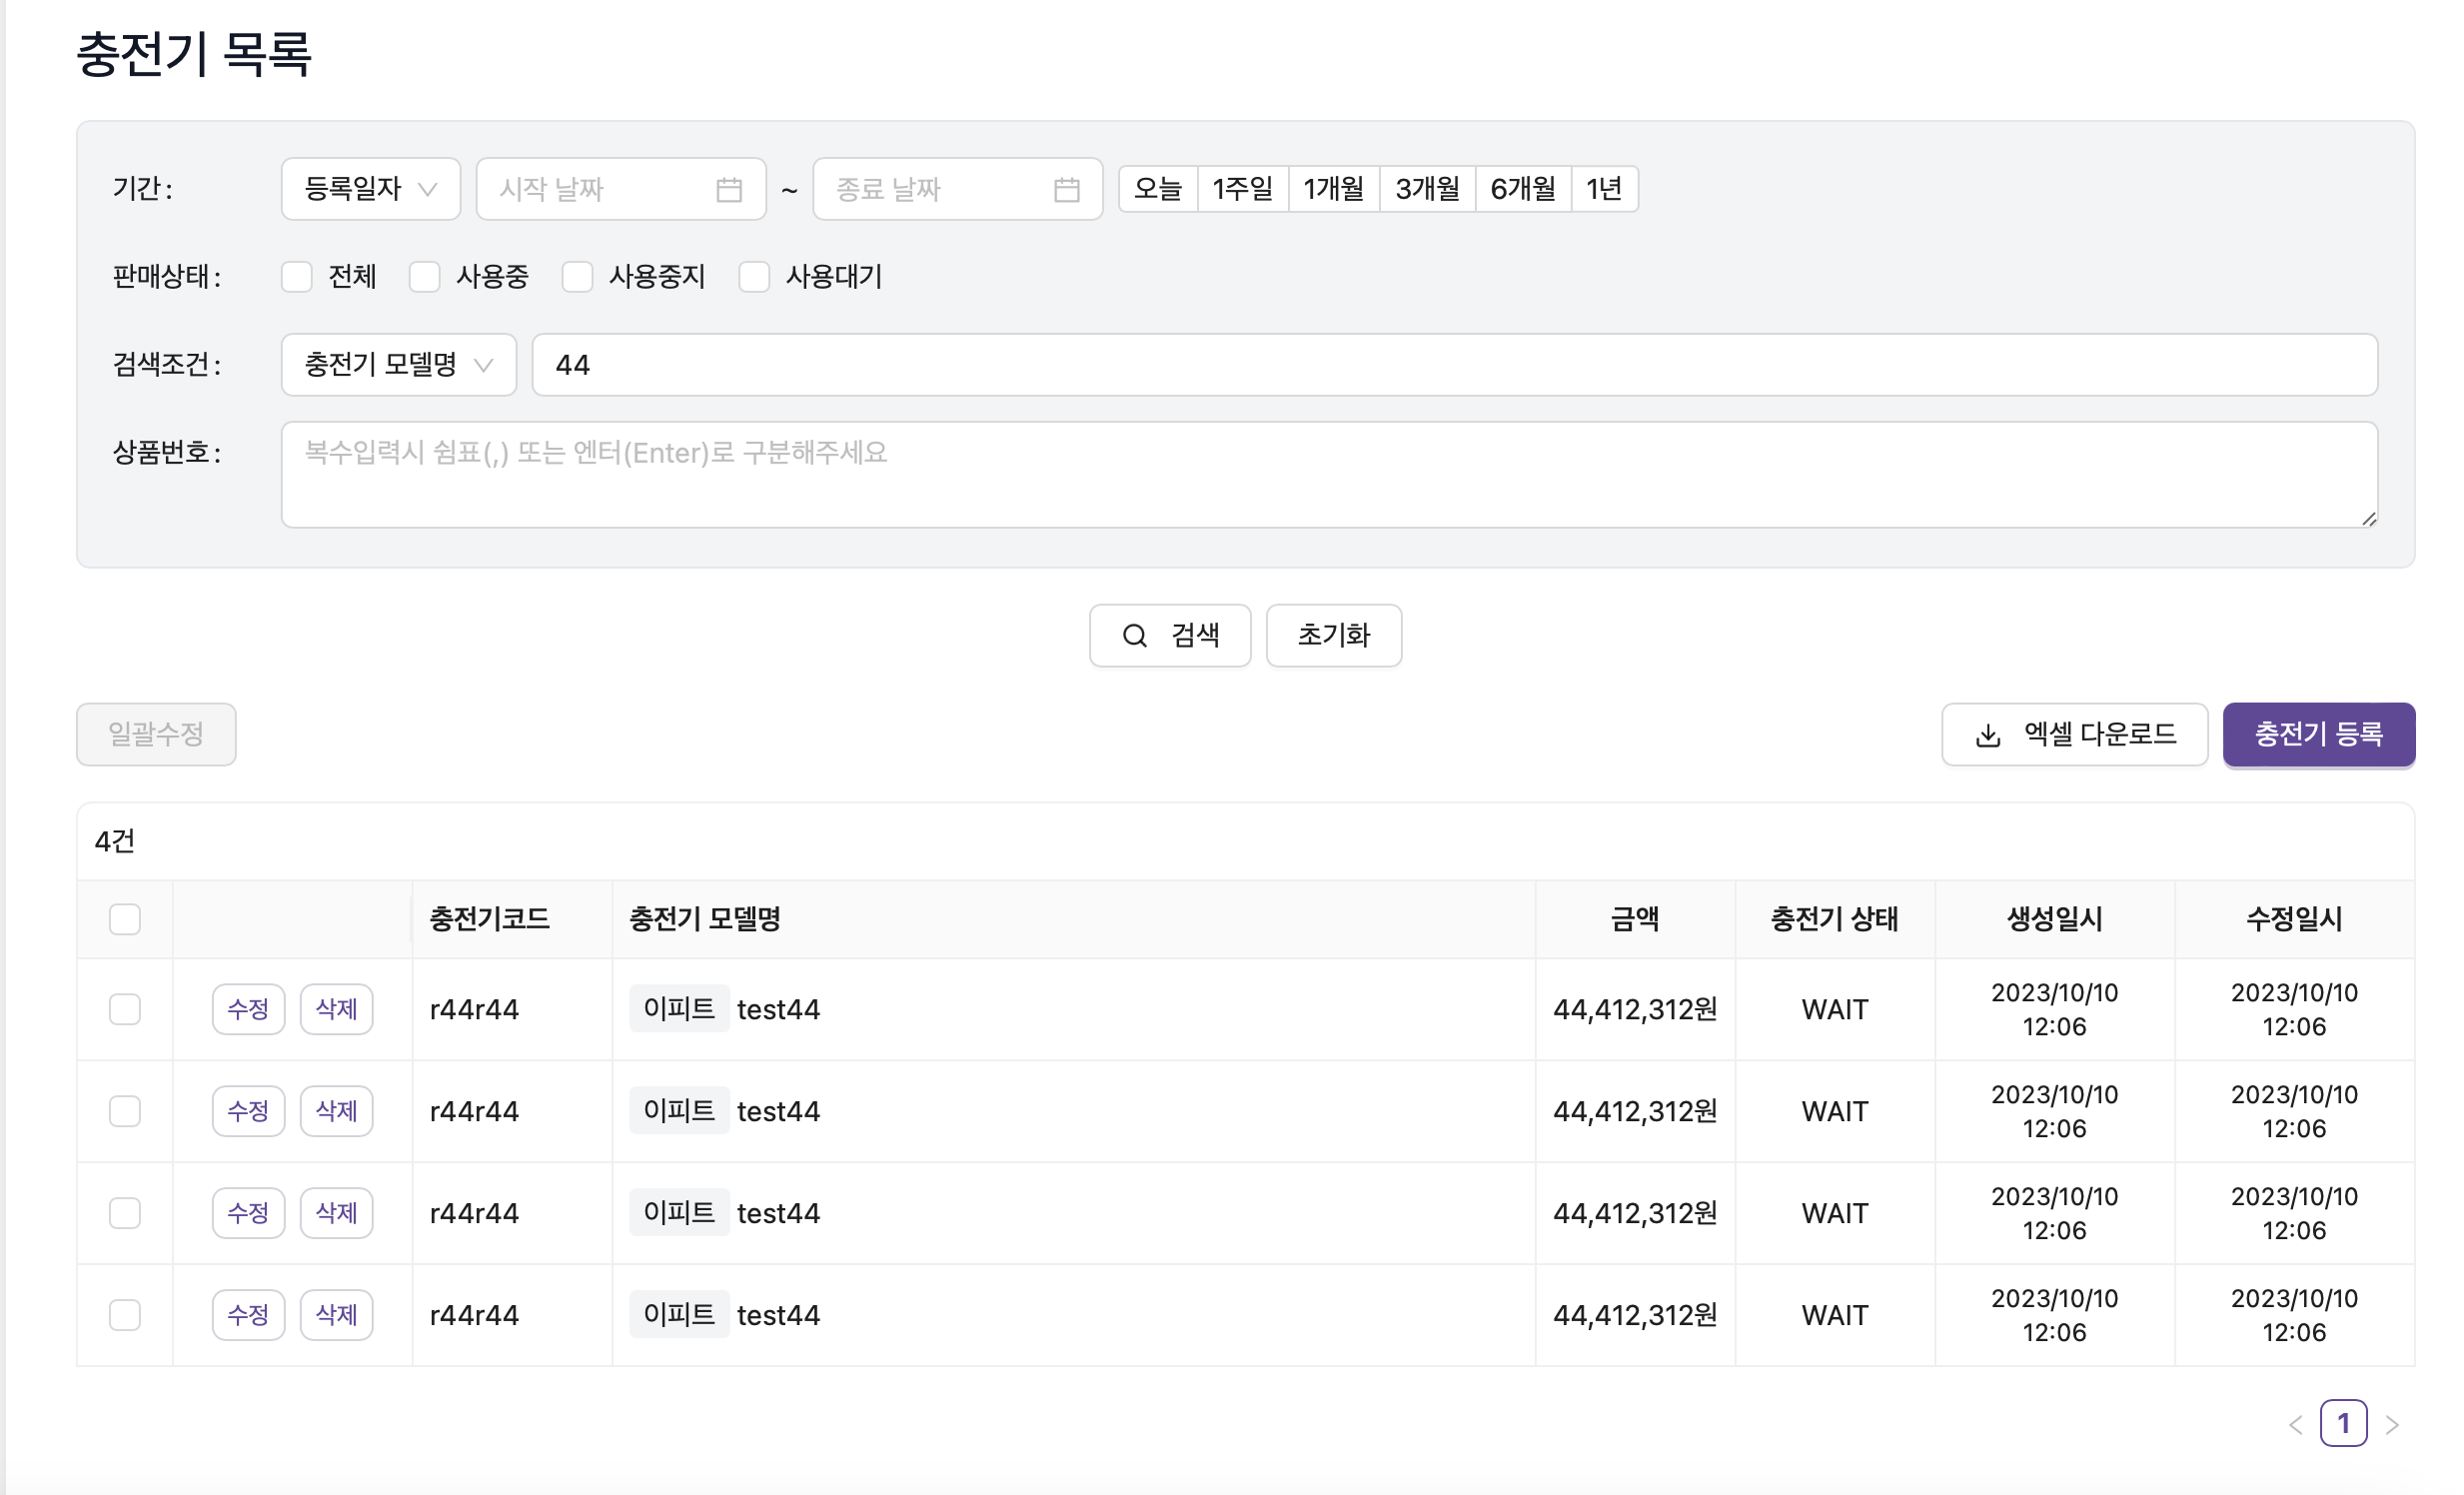 충전기 목록
기간 : 등록일자 시작 날짜 ~ 종료 날짜 오늘 1주일 1개월 3개월 6개월 1년
판매상태 : 전체 사용중 사용중지 사용대기
검색조건 : 충전기 모델명 44
상품번호 : 복수입력시 쉼표(,) 또는 엔터(Enter)로 구분해주세요
검색 초기화
일괄수정 엑셀 다운로드 충전기 등록
4건
충전기코드 충전기 모델명 금액 충전기 상태 생성일시 수정일시
수정 삭제 r44r44 이피트 test44 44,412,312원 WAIT 2023/10/10 12:06 2023/10/10 12:06
수정 삭제 r44r44 이피트 test44 44,412,312원 WAIT 2023/10/10 12:06 2023/10/10 12:06
수정 삭제 r44r44 이피트 test44 44,412,312원 WAIT 2023/10/10 12:06 2023/10/10 12:06
수정 삭제 r44r44 이피트 test44 44,412,312원 WAIT 2023/10/10 12:06 2023/10/10 12:06
< 1 >